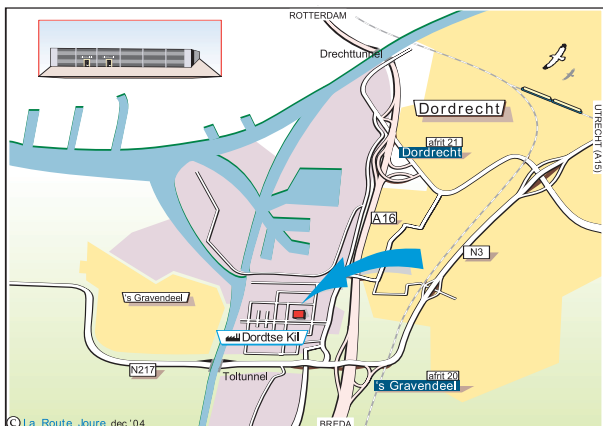 ROTTERDAM
Drechttunnel
Dordrecht
afrit 21
Dordrecht
UTRECHT (A15)
A16
N3
's Gravendeel
Dordtse Kil
N217
Toltunnel
afrit 20
's Gravendeel
© La Route Joure dec '04
BREDA